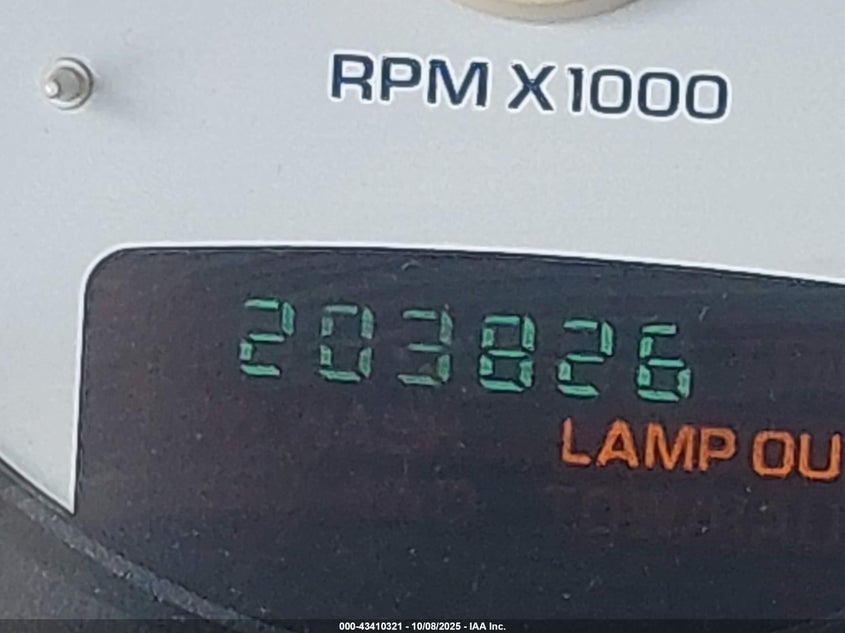 RPM X1000
203826
LAMP OU
000-43410321 - 10/08/2025 - IAA Inc.